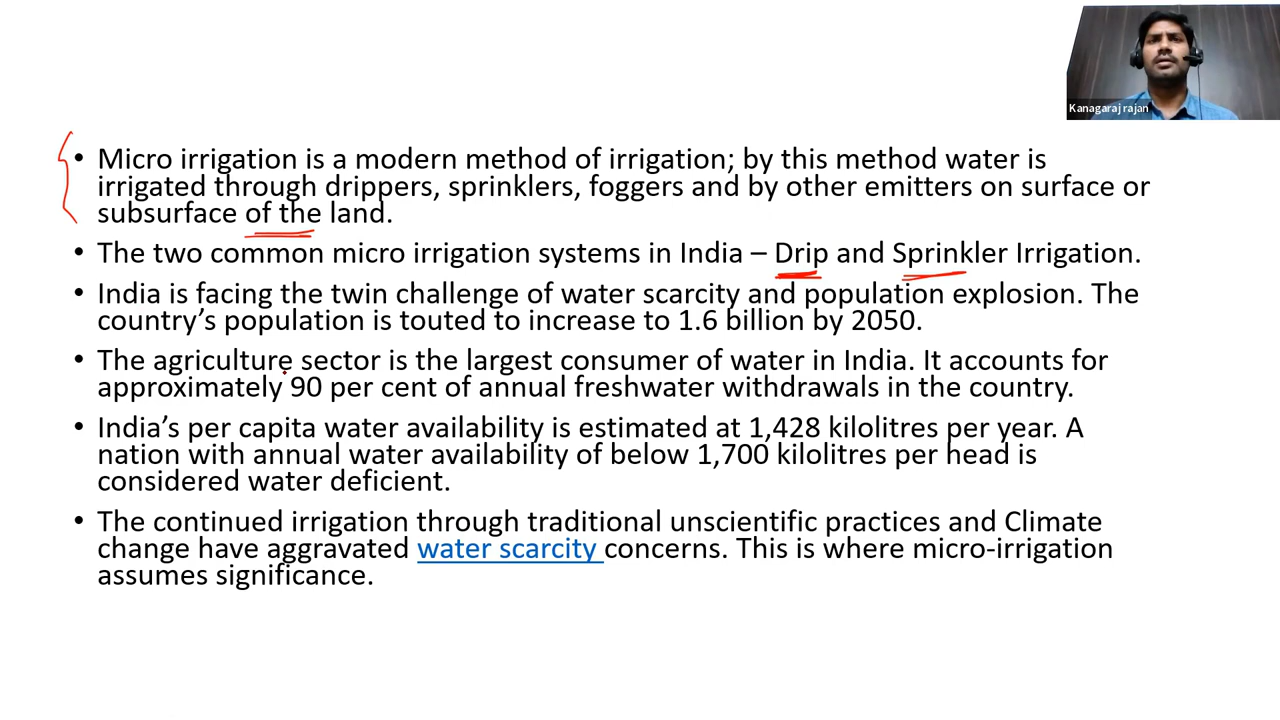 Kanagaraj rajan
• Micro irrigation is a modern method of irrigation; by this method water is
irrigated through drippers, sprinklers, foggers and by other emitters on surface or
subsurface of the land.
• The two common micro irrigation systems in India – Drip and Sprinkler Irrigation.
• India is facing the twin challenge of water scarcity and population explosion. The
country’s population is touted to increase to 1.6 billion by 2050.
• The agriculture sector is the largest consumer of water in India. It accounts for
approximately 90 per cent of annual freshwater withdrawals in the country.
• India’s per capita water availability is estimated at 1,428 kilolitres per year. A
nation with annual water availability of below 1,700 kilolitres per head is
considered water deficient.
• The continued irrigation through traditional unscientific practices and Climate
change have aggravated water scarcity concerns. This is where micro-irrigation
assumes significance.